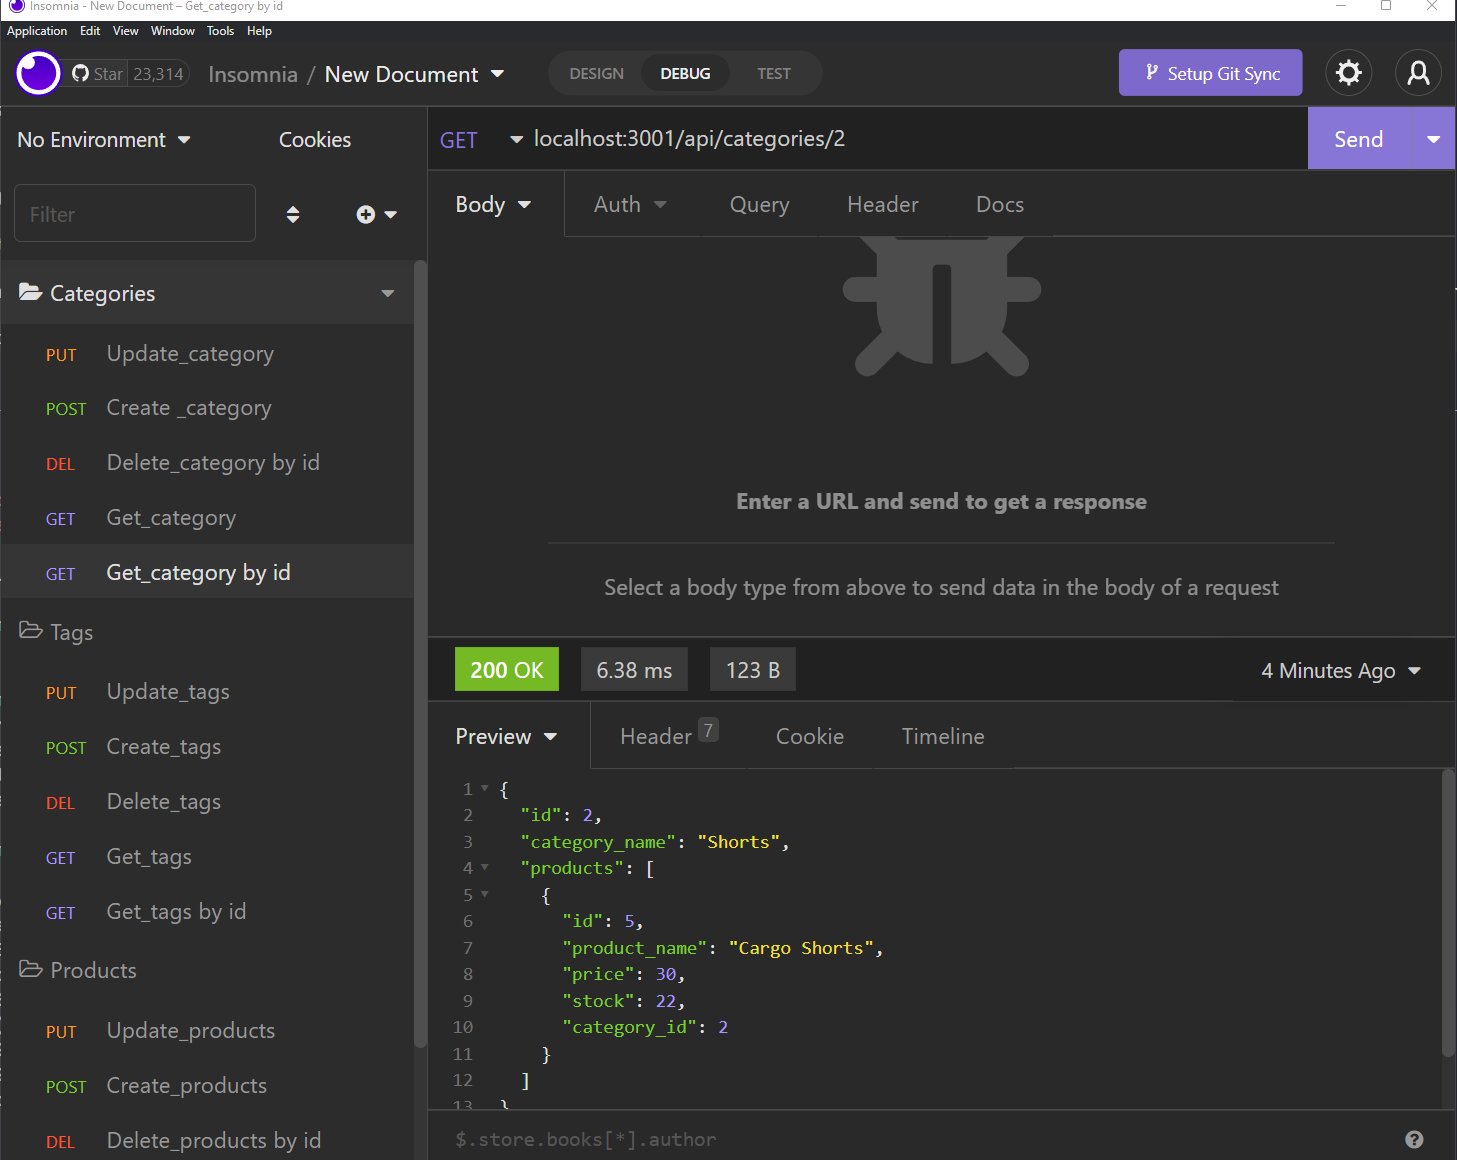 Insomnia - New Document – Get_category by id
Application Edit View Window Tools Help
Star 23,314 Insomnia / New Document DESIGN DEBUG TEST Setup Git Sync
No Environment Cookies
GET localhost:3001/api/categories/2 Send
Filter
Body Auth Query Header Docs
Categories
PUT Update_category
POST Create _category
DEL Delete_category by id
GET Get_category
GET Get_category by id
Tags
PUT Update_tags
POST Create_tags
DEL Delete_tags
GET Get_tags
GET Get_tags by id
Products
PUT Update_products
POST Create_products
DEL Delete_products by id
Enter a URL and send to get a response
Select a body type from above to send data in the body of a request
200 OK 6.38 ms 123 B 4 Minutes Ago
Preview Header 7 Cookie Timeline
1 {
2 "id": 2,
3 "category_name": "Shorts",
4 "products": [
5 {
6 "id": 5,
7 "product_name": "Cargo Shorts",
8 "price": 30,
9 "stock": 22,
10 "category_id": 2
11 }
12 ]
13 }
$.store.books[*].author